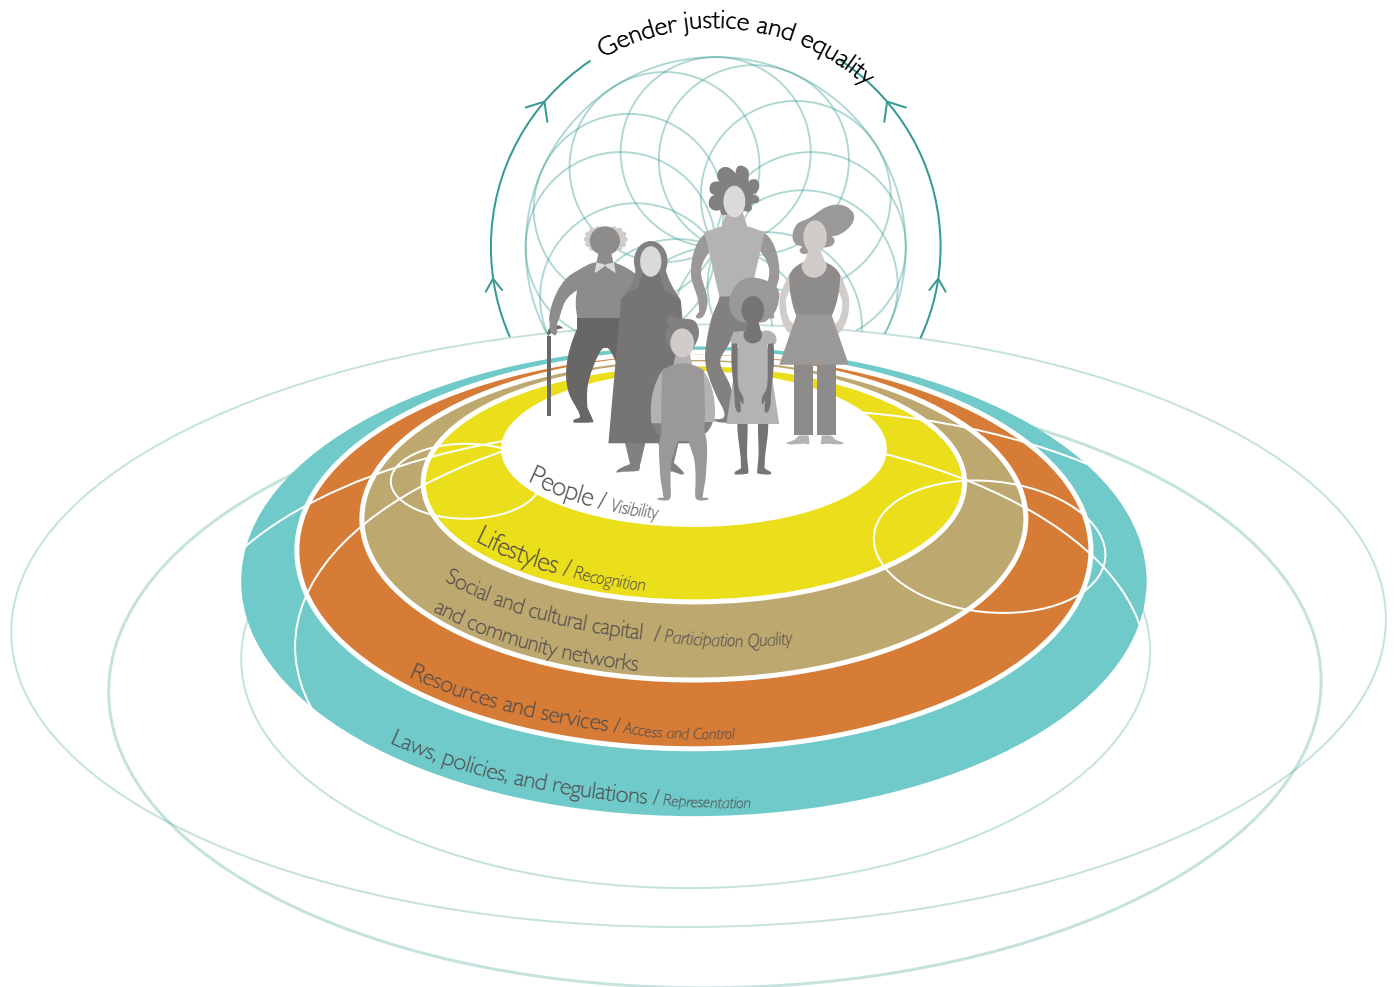 Gender justice and equality
People / Visibility
Lifestyles / Recognition
Social and cultural capital / Participation Quality
and community networks
Resources and services / Access and Control
Laws, policies, and regulations / Representation